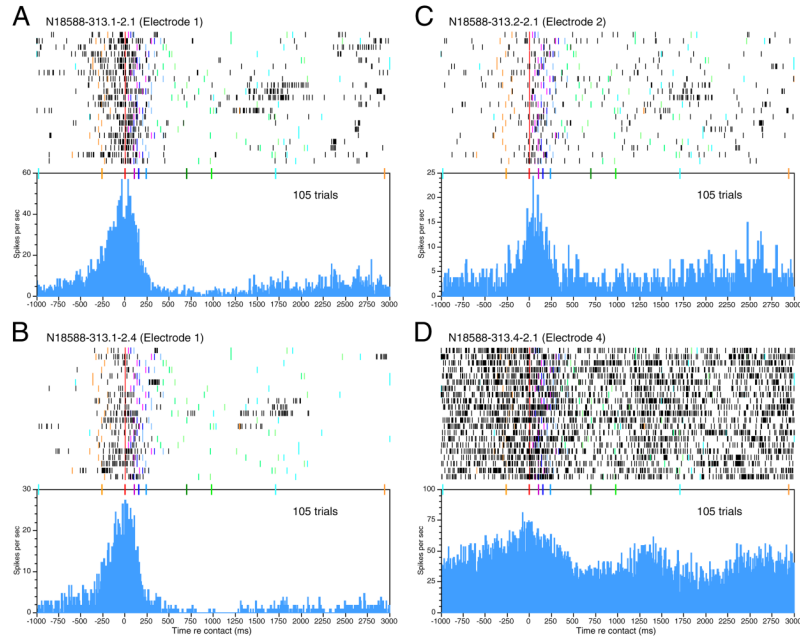 A
N18588-313.1-2.1 (Electrode 1)
60
40
20
0
Spikes per sec
105 trials
-1000 -750 -500 -250 0 250 500 750 1000 1250 1500 1750 2000 2250 2500 2750 3000
B
N18588-313.1-2.4 (Electrode 1)
30
20
10
0
Spikes per sec
105 trials
-1000 -750 -500 -250 0 250 500 750 1000 1250 1500 1750 2000 2250 2500 2750 3000
Time re contact (ms)
C
N18588-313.2-2.1 (Electrode 2)
25
20
15
10
5
0
Spikes per sec
105 trials
-1000 -750 -500 -250 0 250 500 750 1000 1250 1500 1750 2000 2250 2500 2750 3000
D
N18588-313.4-2.1 (Electrode 4)
100
75
50
25
0
Spikes per sec
105 trials
-1000 -750 -500 -250 0 250 500 750 1000 1250 1500 1750 2000 2250 2500 2750 3000
Time re contact (ms)